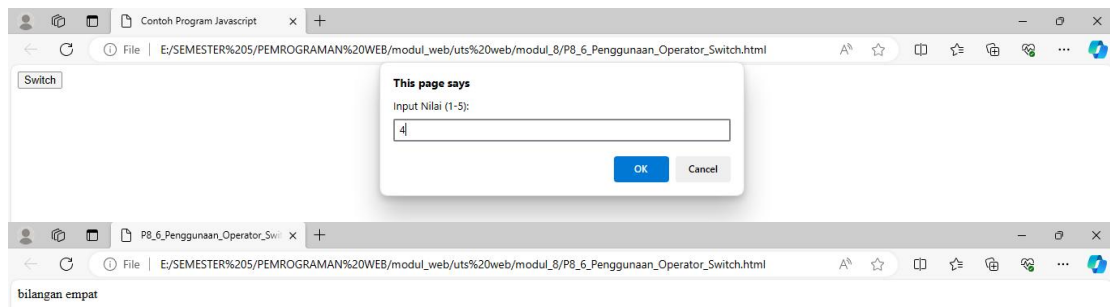 Contoh Program Javascript
File E:/SEMESTER%205/PEMROGRAMAN%20WEB/modul_web/uts%20web/modul_8/P8_6_Penggunaan_Operator_Switch.html
Switch
This page says
Input Nilai (1-5):
4
OK Cancel
P8_6_Penggunaan_Operator_Swi
File E:/SEMESTER%205/PEMROGRAMAN%20WEB/modul_web/uts%20web/modul_8/P8_6_Penggunaan_Operator_Switch.html
bilangan empat